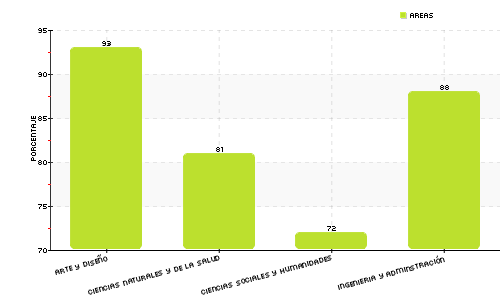 AREAS
95
93
90
88
85
81
80
75
72
70
PORCENTAJE
ARTE Y DISEÑO
CIENCIAS NATURALES Y DE LA SALUD
CIENCIAS SOCIALES Y HUMANIDADES
INGENIERIA Y ADMINSTRACIÓN